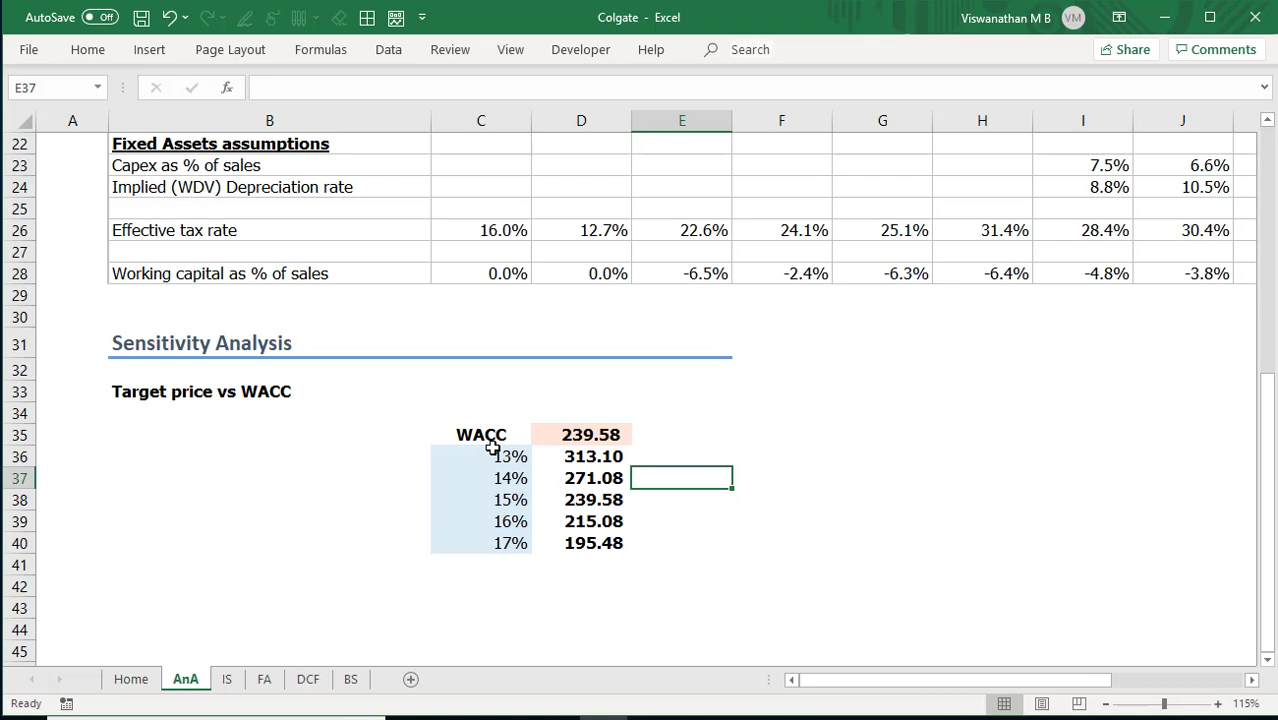 AutoSave Off Colgate - Excel Viswanathan M B VM
File Home Insert Page Layout Formulas Data Review View Developer Help Search Share Comments
E37 fx
A B C D E F G H I J
22 Fixed Assets assumptions
23 Capex as % of sales 7.5% 6.6%
24 Implied (WDV) Depreciation rate 8.8% 10.5%
25
26 Effective tax rate 16.0% 12.7% 22.6% 24.1% 25.1% 31.4% 28.4% 30.4%
27
28 Working capital as % of sales 0.0% 0.0% -6.5% -2.4% -6.3% -6.4% -4.8% -3.8%
29
30
31 Sensitivity Analysis
32
33 Target price vs WACC
34
35 WACC 239.58
36 13% 313.10
37 14% 271.08
38 15% 239.58
39 16% 215.08
40 17% 195.48
41
42
43
44
45
Home AnA IS FA DCF BS
Ready 115%